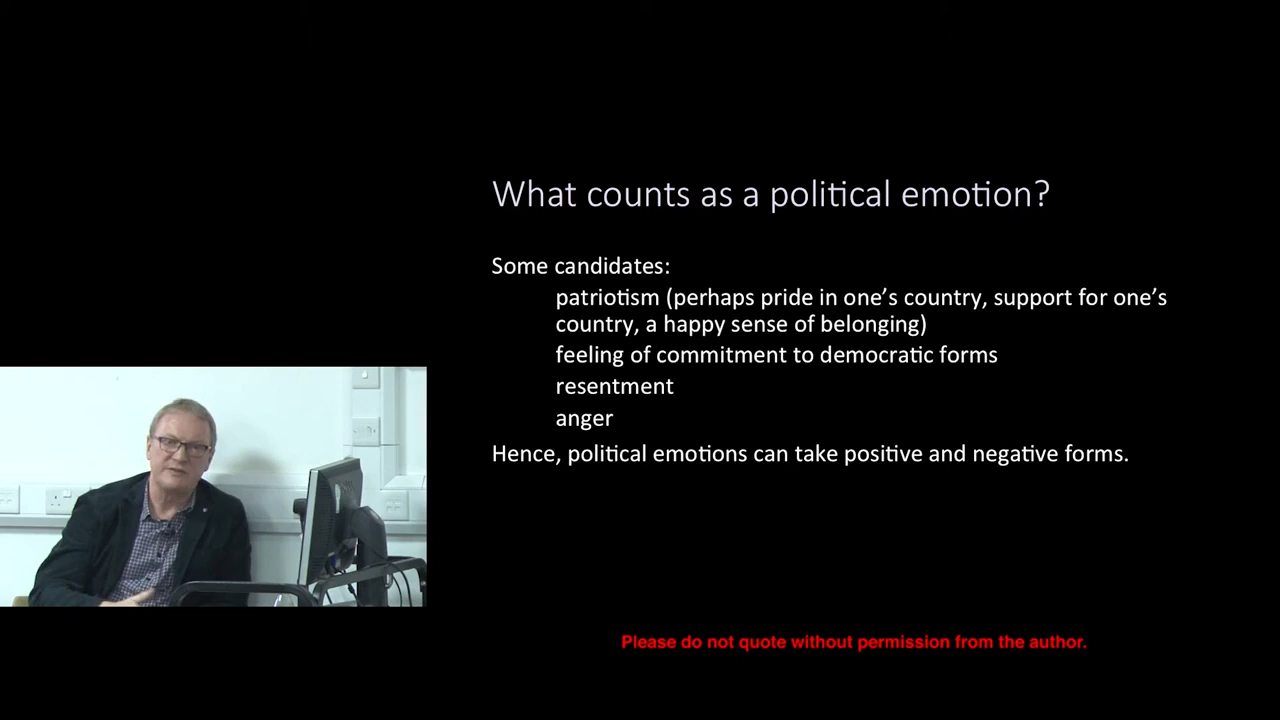 What counts as a political emotion?
Some candidates:
patriotism (perhaps pride in one’s country, support for one’s
country, a happy sense of belonging)
feeling of commitment to democratic forms
resentment
anger
Hence, political emotions can take positive and negative forms.
Please do not quote without permission from the author.